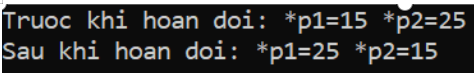 Truoc khi hoan doi: *p1=15 *p2=25
Sau khi hoan doi: *p1=25 *p2=15